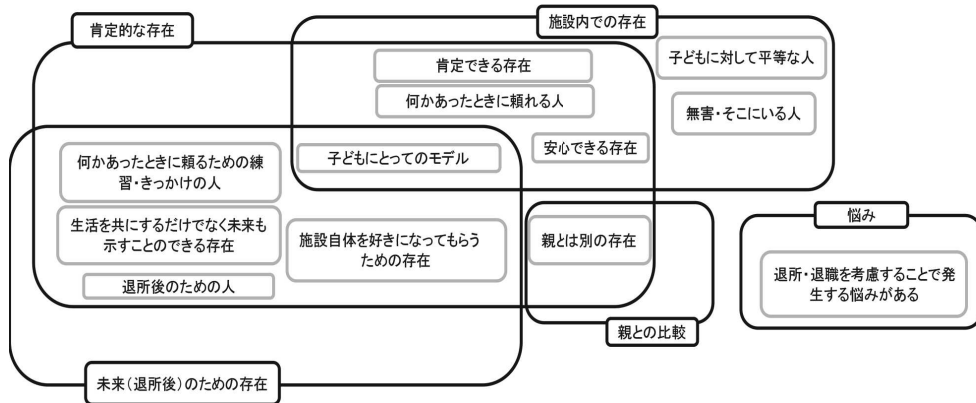 施設内での存在
肯定的な存在
子どもに対して平等な人
肯定できる存在
何かあったときに頼れる人
無害・そこにいる人
安心できる存在
何かあったときに頼るための練
習・きっかけの人
子どもにとってのモデル
生活を共にするだけでなく未来も
示すことのできる存在
施設自体を好きになってもらう
ための存在
親とは別の存在
悩み
退所・退職を考慮することで発
生する悩みがある
退所後のための人
親との比較
未来(退所後)のための存在